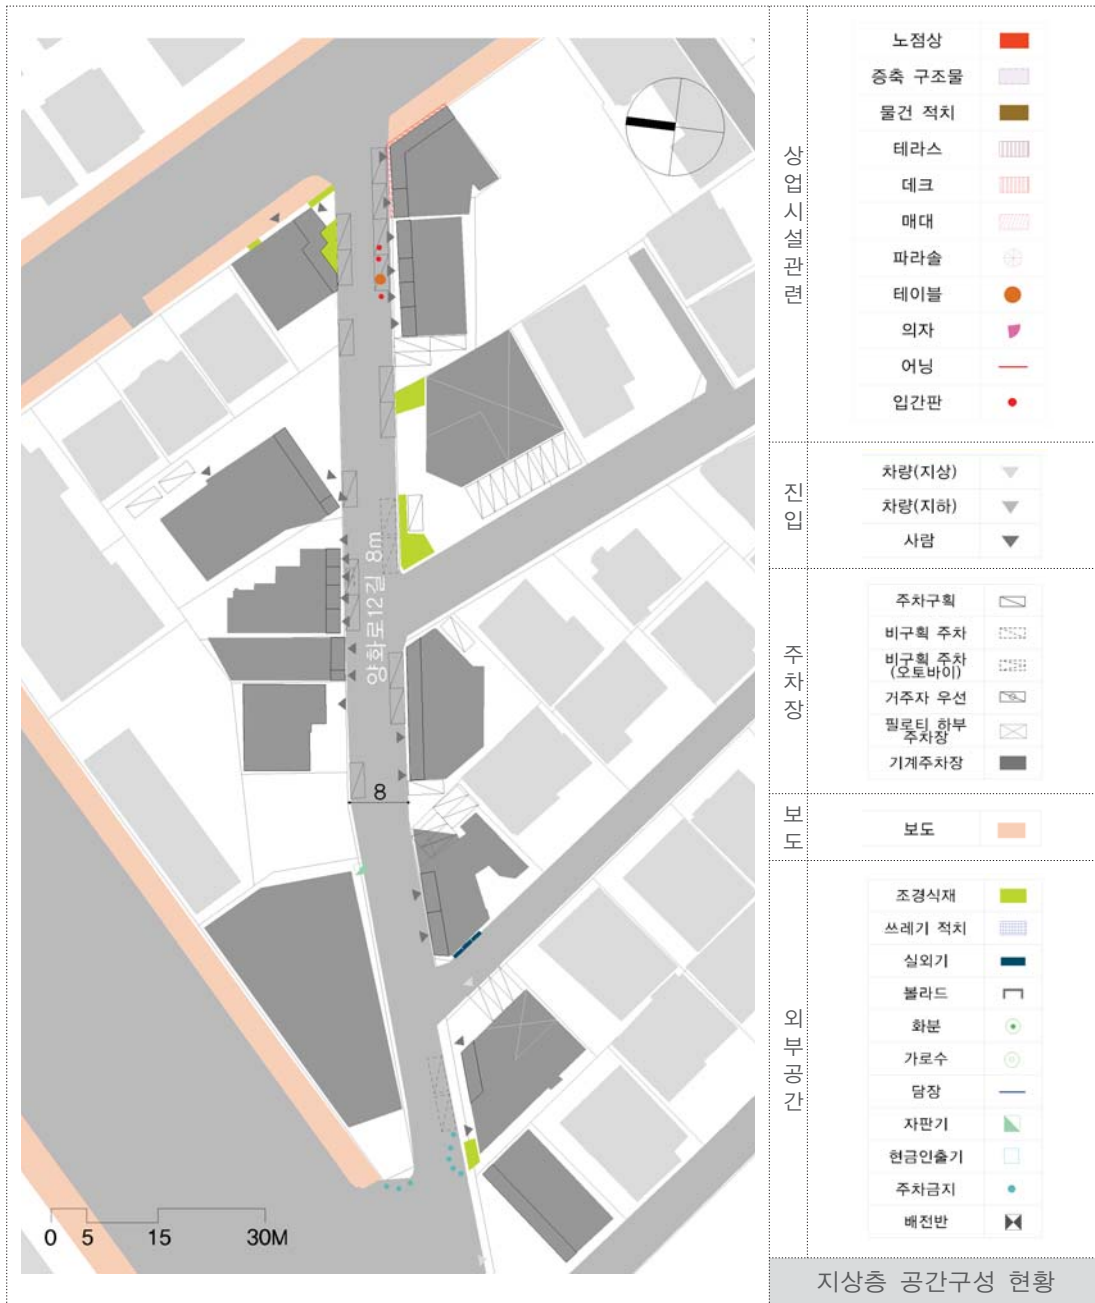 양화로12길 8m
8
0 5 15 30M
상업시설관련
노점상
증축 구조물
물건 적치
테라스
데크
매대
파라솔
테이블
의자
어닝
입간판
진입
차량(지상)
차량(지하)
사람
주차장
주차구획
비구획 주차
비구획 주차
(오토바이)
거주자 우선
필로티 하부
주차장
기계주차장
보도
보도
외부공간
조경식재
쓰레기 적치
실외기
볼라드
화분
가로수
담장
자판기
현금인출기
주차금지
배전반
지상층 공간구성 현황